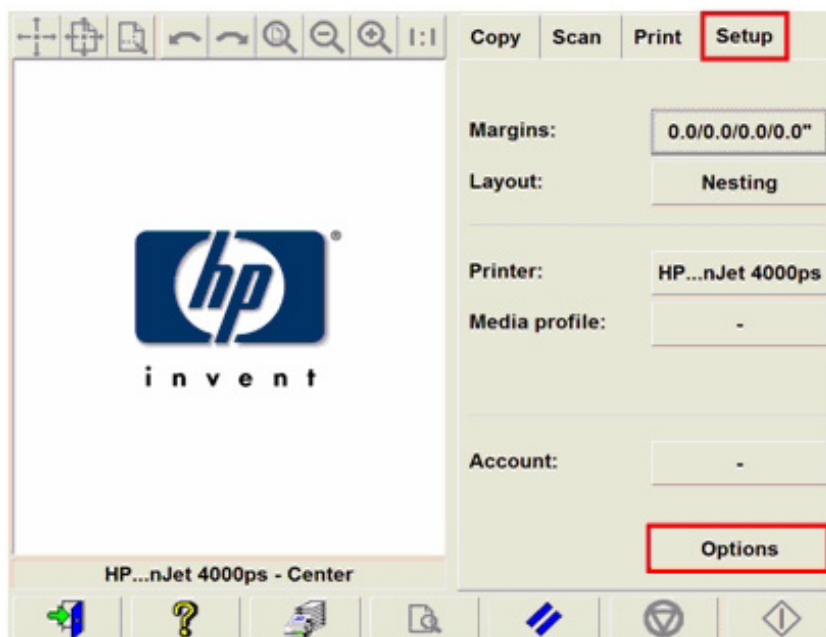 1:1
Copy Scan Print Setup
Margins: 0.0/0.0/0.0/0.0"
Layout: Nesting
Printer: HP...nJet 4000ps
Media profile: -
Account: -
Options
hp ®
invent
HP...nJet 4000ps - Center